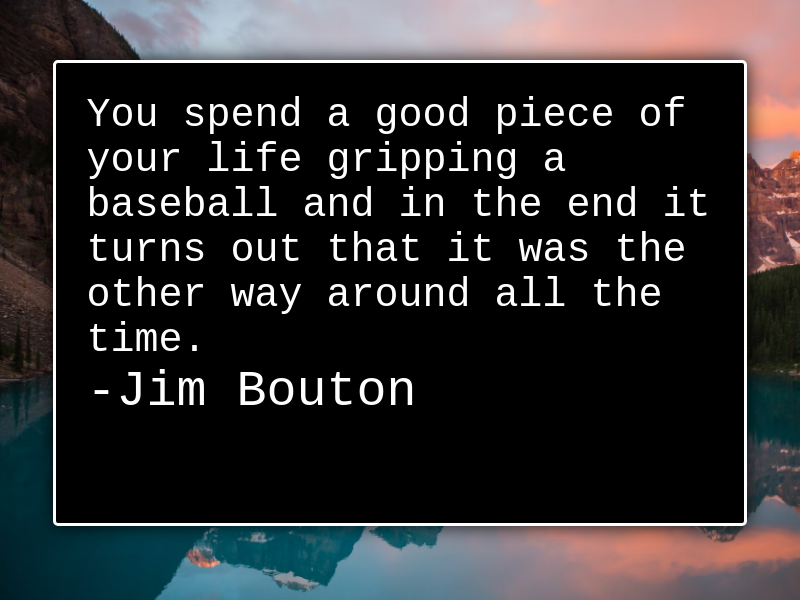 You spend a good piece of
your life gripping a
baseball and in the end it
turns out that it was the
other way around all the
time.
-Jim Bouton